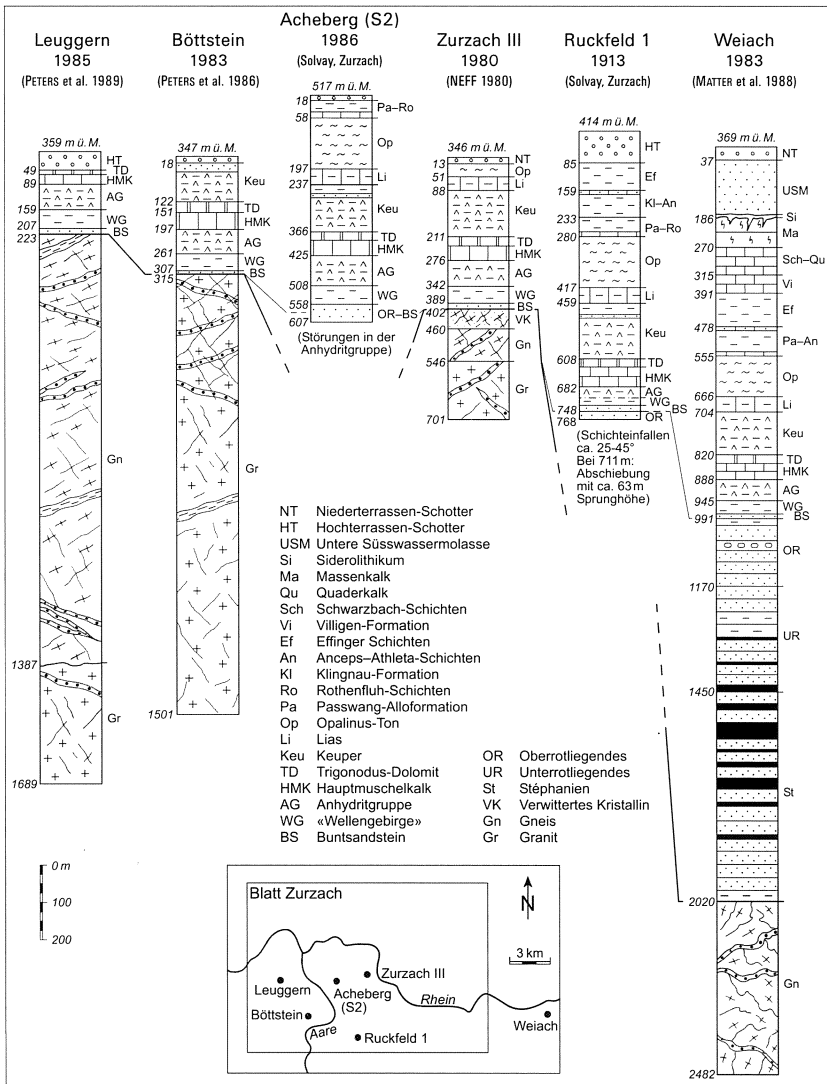 Leuggern
1985
(PETERS et al. 1989)
359 m ü. M.
HT
49
TD
HMK
89
AG
159
WG
207
BS
223
Gn
1387
Gr
1689
Böttstein
1983
(PETERS et al. 1986)
347 m ü. M.
18
Keu
122
TD
151
HMK
197
AG
261
WG
307
BS
315
Gr
1501
Acheberg (S2)
1986
(Solvay, Zurzach)
517 m ü. M.
18
Pa–Ro
58
Op
197
Li
237
Keu
366
TD
HMK
425
AG
508
WG
558
OR–BS
607
(Störungen in der
Anhydritgruppe)
Zurzach III
1980
(NEFF 1980)
346 m ü. M.
NT
13
Op
51
Li
88
Keu
211
TD
HMK
276
AG
342
WG
389
BS
402
VK
460
Gn
546
Gr
701
Ruckfeld 1
1913
(Solvay, Zurzach)
414 m ü. M.
HT
85
Ef
159
Kl–An
233
Pa–Ro
280
Op
417
Li
459
Keu
608
TD
HMK
682
AG
WG
748
BS
OR
768
(Schichteinfallen
ca. 25-45°
Bei 711 m:
Abschiebung
mit ca. 63 m
Sprunghöhe)
Weiach
1983
(MATTER et al. 1988)
369 m ü. M.
NT
37
USM
186
Si
Ma
270
Sch–Qu
315
Vi
391
Ef
478
Pa–An
555
Op
666
Li
704
Keu
820
TD
HMK
888
AG
945
WG
BS
991
OR
1170
UR
1450
St
2020
Gn
2482
NT Niederterrassen-Schotter
HT Hochterrassen-Schotter
USM Untere Süsswassermolasse
Si Siderolithikum
Ma Massenkalk
Qu Quaderkalk
Sch Schwarzbach-Schichten
Vi Villigen-Formation
Ef Effinger Schichten
An Anceps–Athleta-Schichten
Kl Klingnau-Formation
Ro Rothenfluh-Schichten
Pa Passwang-Alloformation
Op Opalinus-Ton
Li Lias
Keu Keuper
TD Trigonodus-Dolomit
HMK Hauptmuschelkalk
AG Anhydritgruppe
WG «Wellengebirge»
BS Buntsandstein
OR Oberrotliegendes
UR Unterrotliegendes
St Stéphanien
VK Verwittertes Kristallin
Gn Gneis
Gr Granit
0 m
100
200
Blatt Zurzach
N
3 km
Zurzach III
Leuggern
Acheberg
(S2)
Rhein
Böttstein
Aare
Ruckfeld 1
Weiach